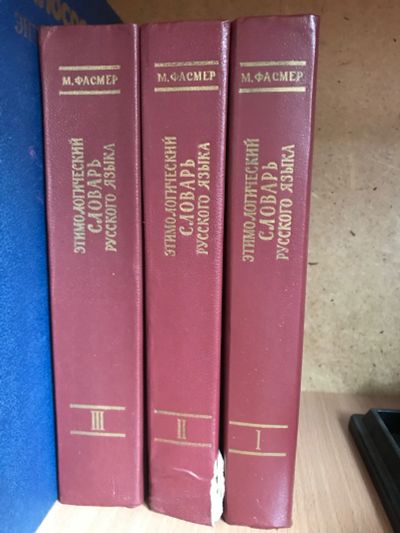 М. ФАСМЕР
ЭТИМОЛОГИЧЕСКИЙ
СЛОВАРЬ
РУССКОГО ЯЗЫКА
III
М. ФАСМЕР
ЭТИМОЛОГИЧЕСКИЙ
СЛОВАРЬ
РУССКОГО ЯЗЫКА
II
М. ФАСМЕР
ЭТИМОЛОГИЧЕСКИЙ
СЛОВАРЬ
РУССКОГО ЯЗЫКА
I